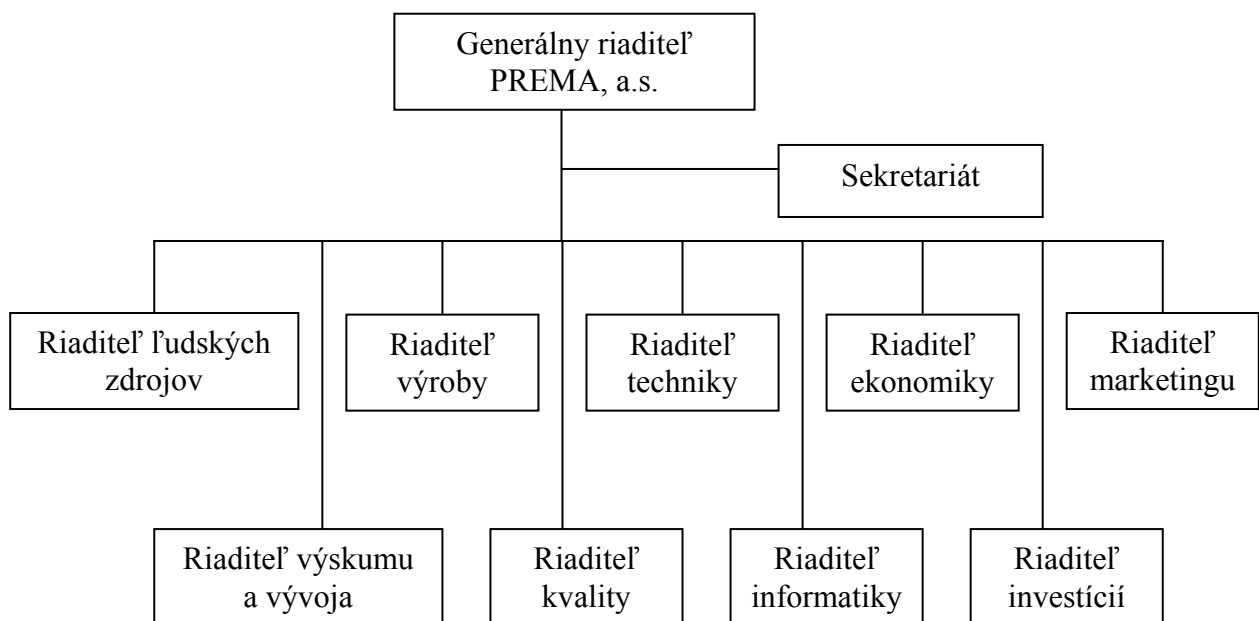 Generálny riaditeľ
PREMA, a.s.
Sekretariát
Riaditeľ ľudských
zdrojov
Riaditeľ
výroby
Riaditeľ
techniky
Riaditeľ
ekonomiky
Riaditeľ
marketingu
Riaditeľ výskumu
a vývoja
Riaditeľ
kvality
Riaditeľ
informatiky
Riaditeľ
investícií